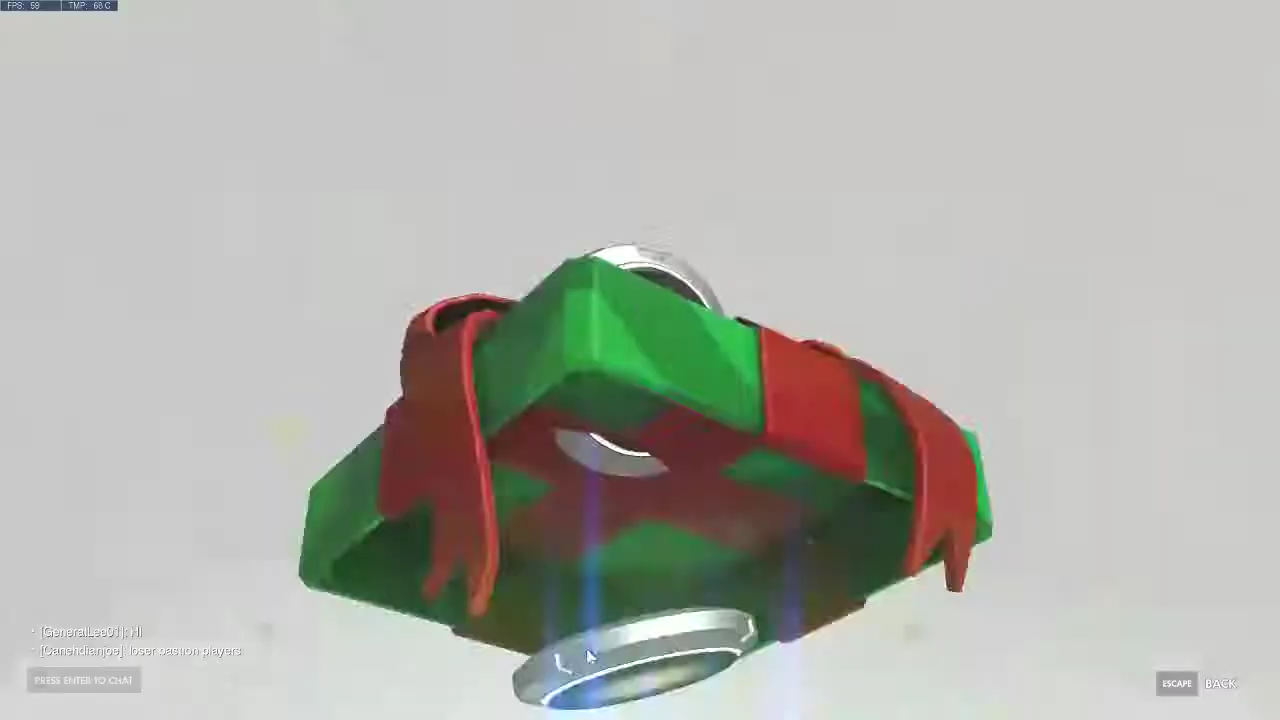 FPS: 59 TMP: 68 C
[GeneralLee01]: Hi
[Canehdianjoe]: loser bastion players
PRESS ENTER TO CHAT
ESCAPE BACK